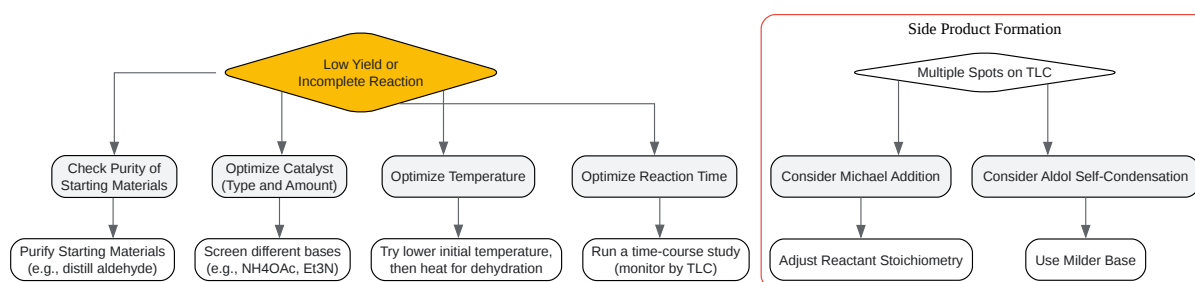 Low Yield or
Incomplete Reaction
Check Purity of
Starting Materials
Optimize Catalyst
(Type and Amount)
Optimize Temperature
Optimize Reaction Time
Purify Starting Materials
(e.g., distill aldehyde)
Screen different bases
(e.g., NH4OAc, Et3N)
Try lower initial temperature,
then heat for dehydration
Run a time-course study
(monitor by TLC)
Side Product Formation
Multiple Spots on TLC
Consider Michael Addition
Consider Aldol Self-Condensation
Adjust Reactant Stoichiometry
Use Milder Base